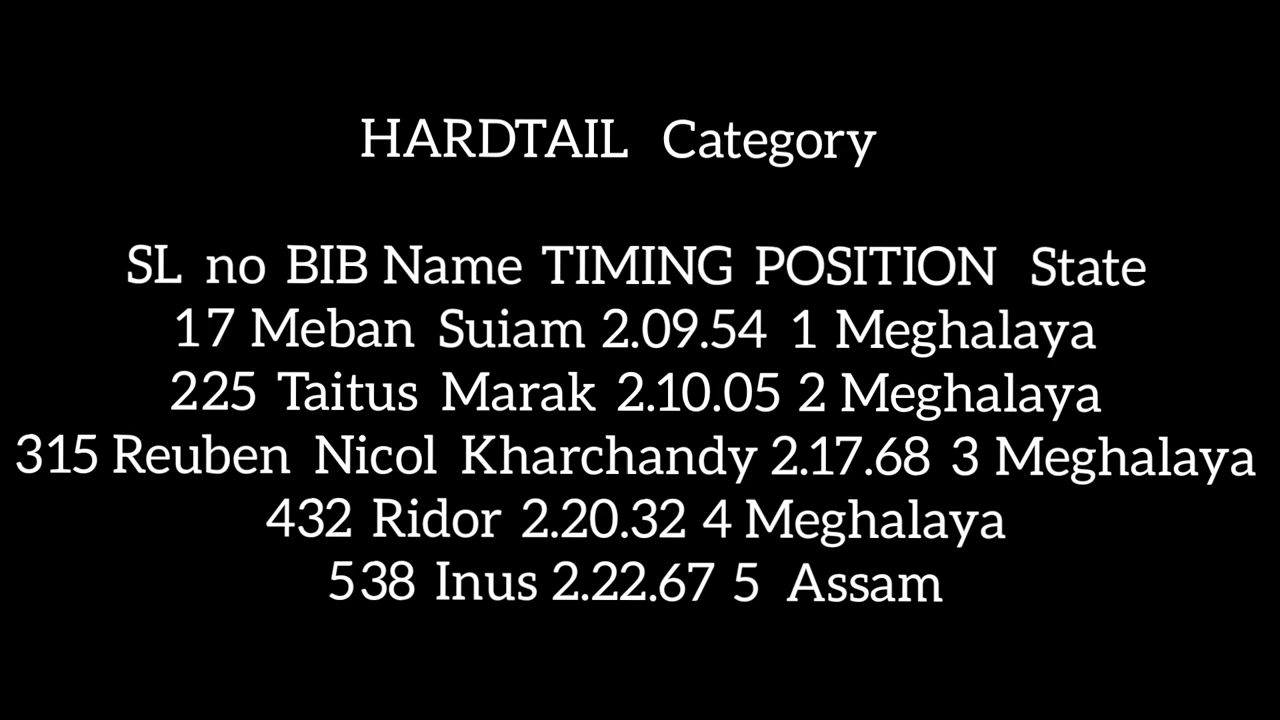 HARDTAIL Category
SL no BIB Name TIMING POSITION State
17 Meban Suiam 2.09.54 1 Meghalaya
225 Taitus Marak 2.10.05 2 Meghalaya
315 Reuben Nicol Kharchandy 2.17.68 3 Meghalaya
432 Ridor 2.20.32 4 Meghalaya
538 Inus 2.22.67 5 Assam